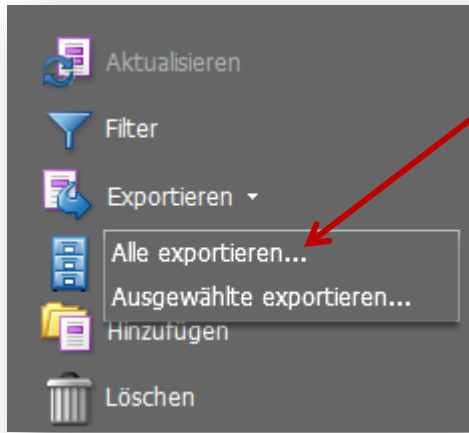 Aktualisieren
Filter
Exportieren
Alle exportieren...
Ausgewählte exportieren...
Hinzufügen
Löschen